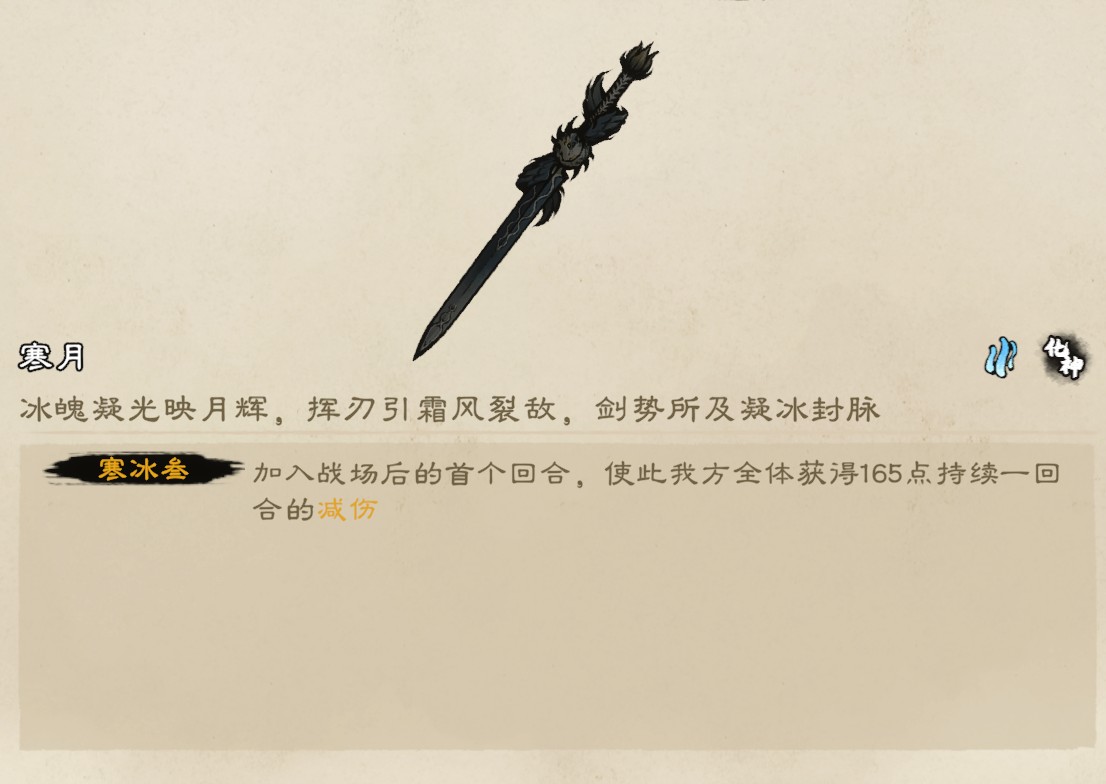 寒月
化神
冰魄凝光映月辉，挥刃引霜风裂敌，剑势所及凝冰封脉
寒冰叁
加入战场后的首个回合，使此我方全体获得165点持续一回
合的减伤